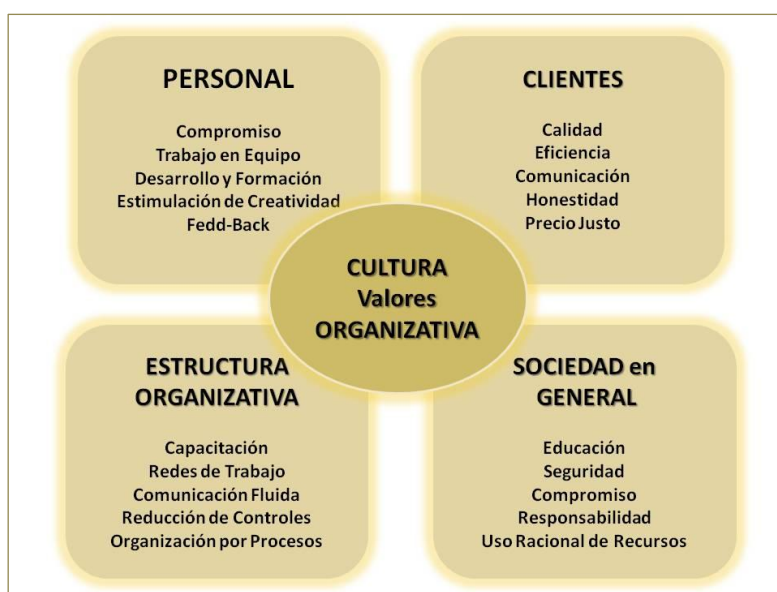 PERSONAL
Compromiso
Trabajo en Equipo
Desarrollo y Formación
Estimulación de Creatividad
Fedd-Back
CLIENTES
Calidad
Eficiencia
Comunicación
Honestidad
Precio Justo
CULTURA
Valores
ORGANIZATIVA
ESTRUCTURA
ORGANIZATIVA
Capacitación
Redes de Trabajo
Comunicación Fluida
Reducción de Controles
Organización por Procesos
SOCIEDAD en
GENERAL
Educación
Seguridad
Compromiso
Responsabilidad
Uso Racional de Recursos